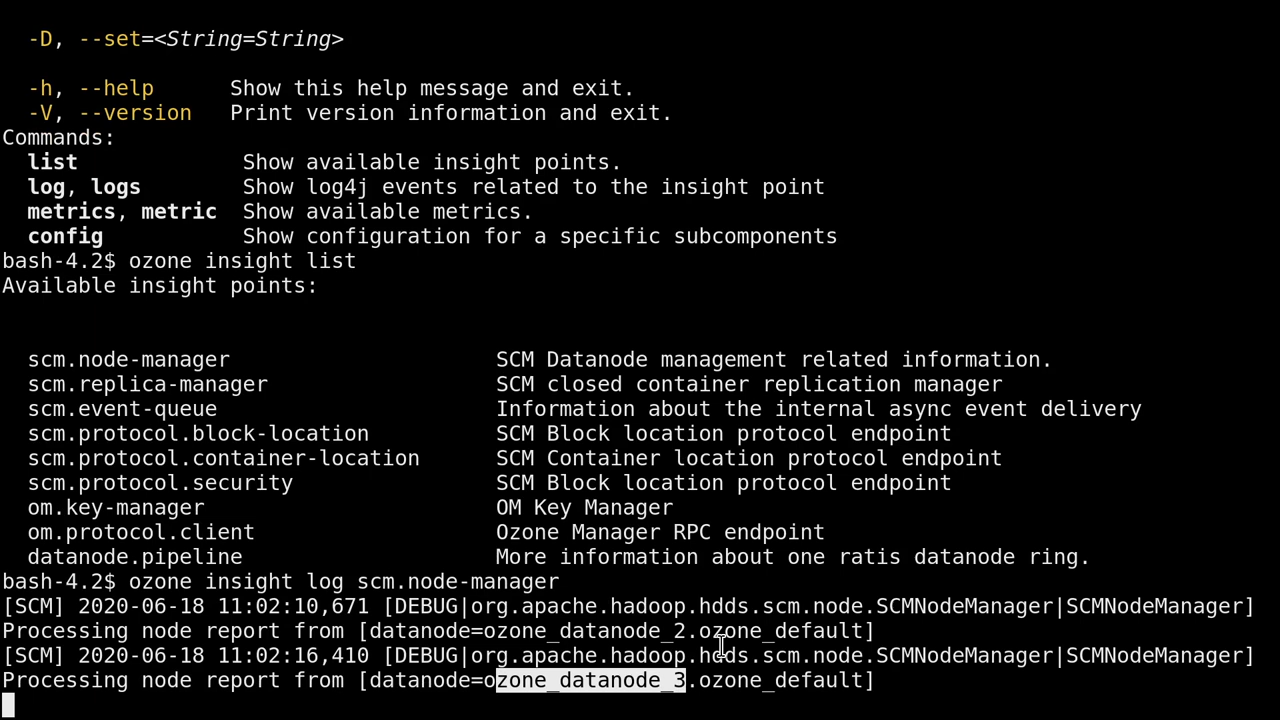 -D, --set=<String=String>
-h, --help Show this help message and exit.
-V, --version Print version information and exit.
Commands:
list Show available insight points.
log, logs Show log4j events related to the insight point
metrics, metric Show available metrics.
config Show configuration for a specific subcomponents
bash-4.2$ ozone insight list
Available insight points:
scm.node-manager SCM Datanode management related information.
scm.replica-manager SCM closed container replication manager
scm.event-queue Information about the internal async event delivery
scm.protocol.block-location SCM Block location protocol endpoint
scm.protocol.container-location SCM Container location protocol endpoint
scm.protocol.security SCM Block location protocol endpoint
om.key-manager OM Key Manager
om.protocol.client Ozone Manager RPC endpoint
datanode.pipeline More information about one ratis datanode ring.
bash-4.2$ ozone insight log scm.node-manager
[SCM] 2020-06-18 11:02:10,671 [DEBUG|org.apache.hadoop.hdds.scm.node.SCMNodeManager|SCMNodeManager]
Processing node report from [datanode=ozone_datanode_2.ozone_default]
[SCM] 2020-06-18 11:02:16,410 [DEBUG|org.apache.hadoop.hdds.scm.node.SCMNodeManager|SCMNodeManager]
Processing node report from [datanode=ozone_datanode_3.ozone_default]